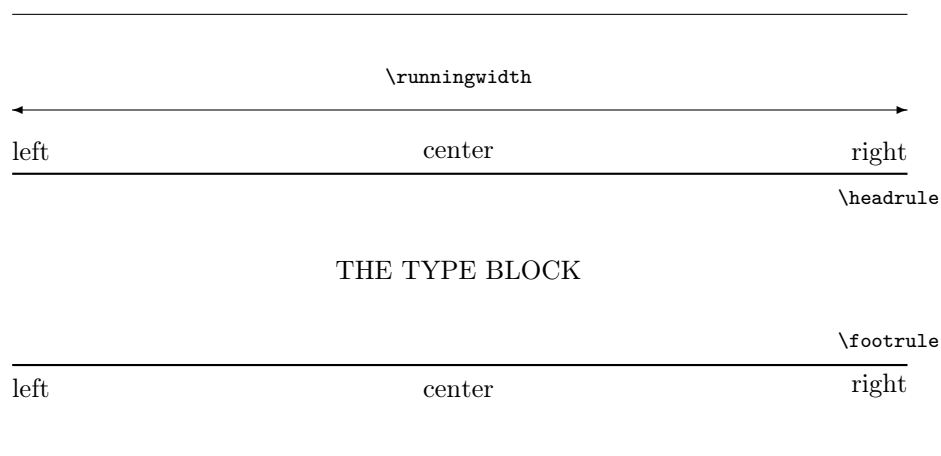 \runningwidth
left center right
\headrule
THE TYPE BLOCK
\footrule
left center right